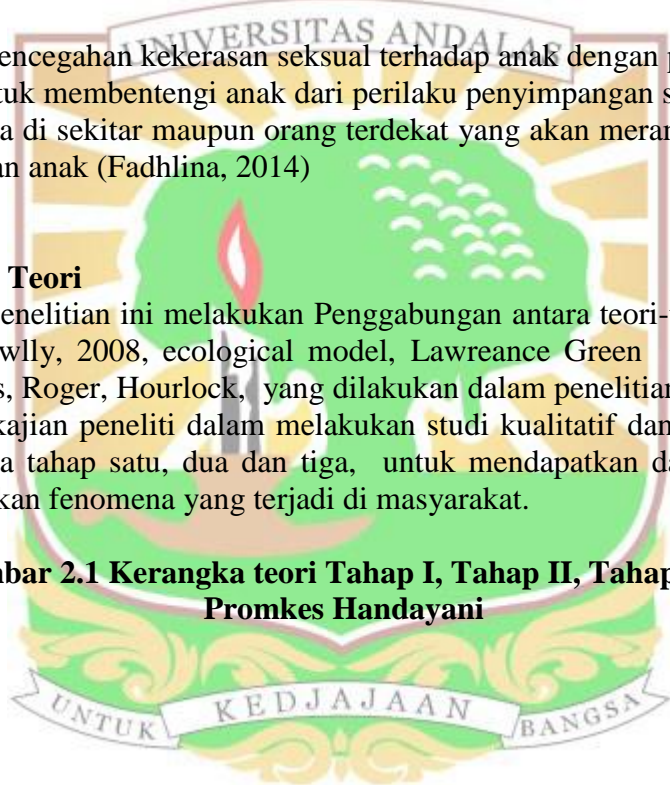 UNIVERSITAS ANDALAS
encegahan kekerasan seksual terhadap anak dengan
tuk membentengi anak dari perilaku penyimpangan
a di sekitar maupun orang terdekat yang akan
an anak (Fadhlina, 2014)
Teori
enelitian ini melakukan Penggabungan antara
wlly, 2008, ecological model, Lawreance Green
s, Roger, Hourlock, yang dilakukan dalam penelitian
kajian peneliti dalam melakukan studi kualitatif dan
a tahap satu, dua dan tiga, untuk mendapatkan
kan fenomena yang terjadi di masyarakat.
bar 2.1 Kerangka teori Tahap I, Tahap II, Tahap
Promkes Handayani
UNTUK KEDJAJAAN BANGSA